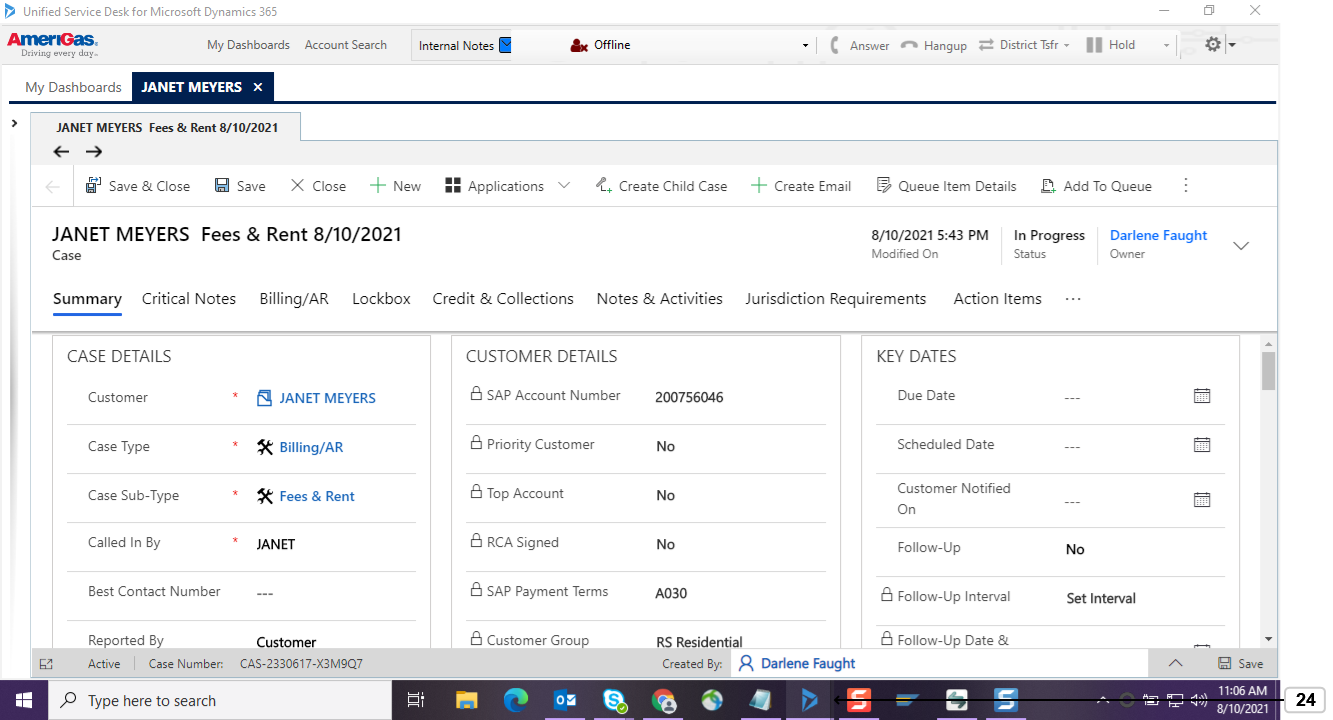 Unified Service Desk for Microsoft Dynamics 365
AmeriGas
Driving every day
My Dashboards Account Search Internal Notes Offline Answer Hangup District Tsfr Hold
My Dashboards JANET MEYERS ×
JANET MEYERS Fees & Rent 8/10/2021
Save & Close Save Close New Applications Create Child Case Create Email Queue Item Details Add To Queue
JANET MEYERS Fees & Rent 8/10/2021
Case
8/10/2021 5:43 PM
Modified On
In Progress
Status
Darlene Faught
Owner
Summary Critical Notes Billing/AR Lockbox Credit & Collections Notes & Activities Jurisdiction Requirements Action Items ...
CASE DETAILS
Customer * JANET MEYERS
Case Type * Billing/AR
Case Sub-Type * Fees & Rent
Called In By * JANET
Best Contact Number ---
Reported By Customer
CUSTOMER DETAILS
SAP Account Number 200756046
Priority Customer No
Top Account No
RCA Signed No
SAP Payment Terms A030
Customer Group RS Residential
KEY DATES
Due Date ---
Scheduled Date ---
Customer Notified
On ---
Follow-Up No
Follow-Up Interval Set Interval
Follow-Up Date &
Active Case Number: CAS-2330617-X3M9Q7 Created By: Darlene Faught Save
Type here to search
11:06 AM
8/10/2021
24